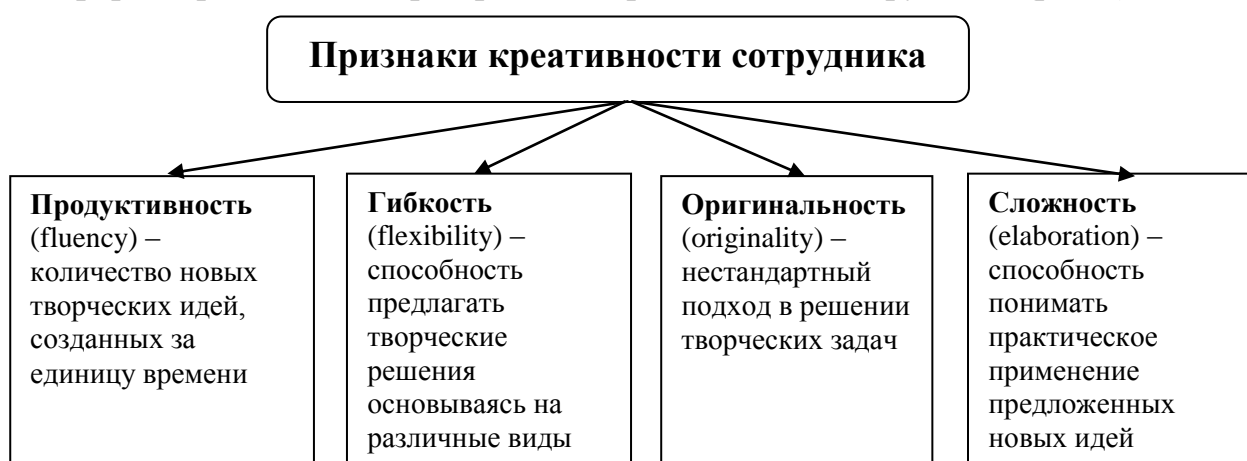 Признаки креативности сотрудника
Продуктивность
(fluency) –
количество новых
творческих идей,
созданных за
единицу времени
Гибкость
(flexibility) –
способность
предлагать
творческие
решения
основываясь на
различные виды
Оригинальность
(originality) –
нестандартный
подход в решении
творческих задач
Сложность
(elaboration) –
способность
понимать
практическое
применение
предложенных
новых идей